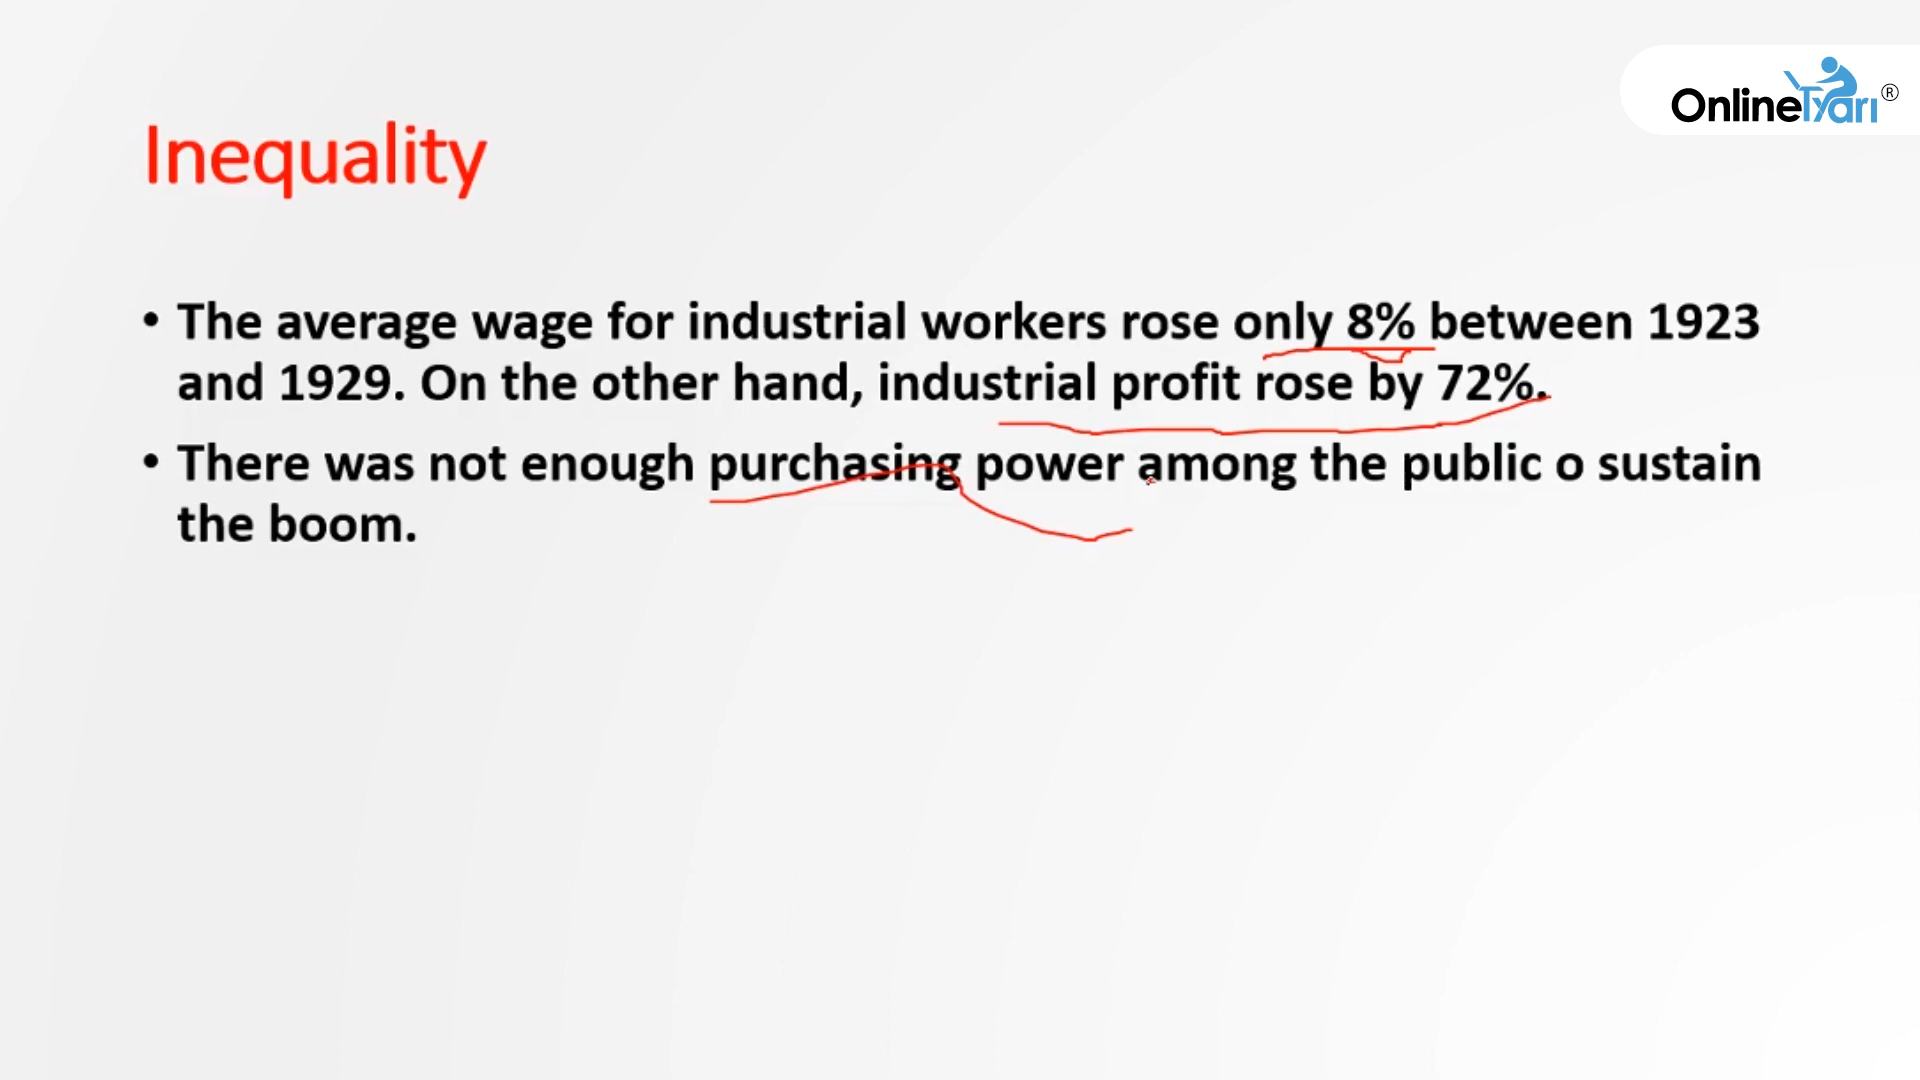 OnlineTyari®
Inequality
• The average wage for industrial workers rose only 8% between 1923
and 1929. On the other hand, industrial profit rose by 72%.
• There was not enough purchasing power among the public o sustain
the boom.